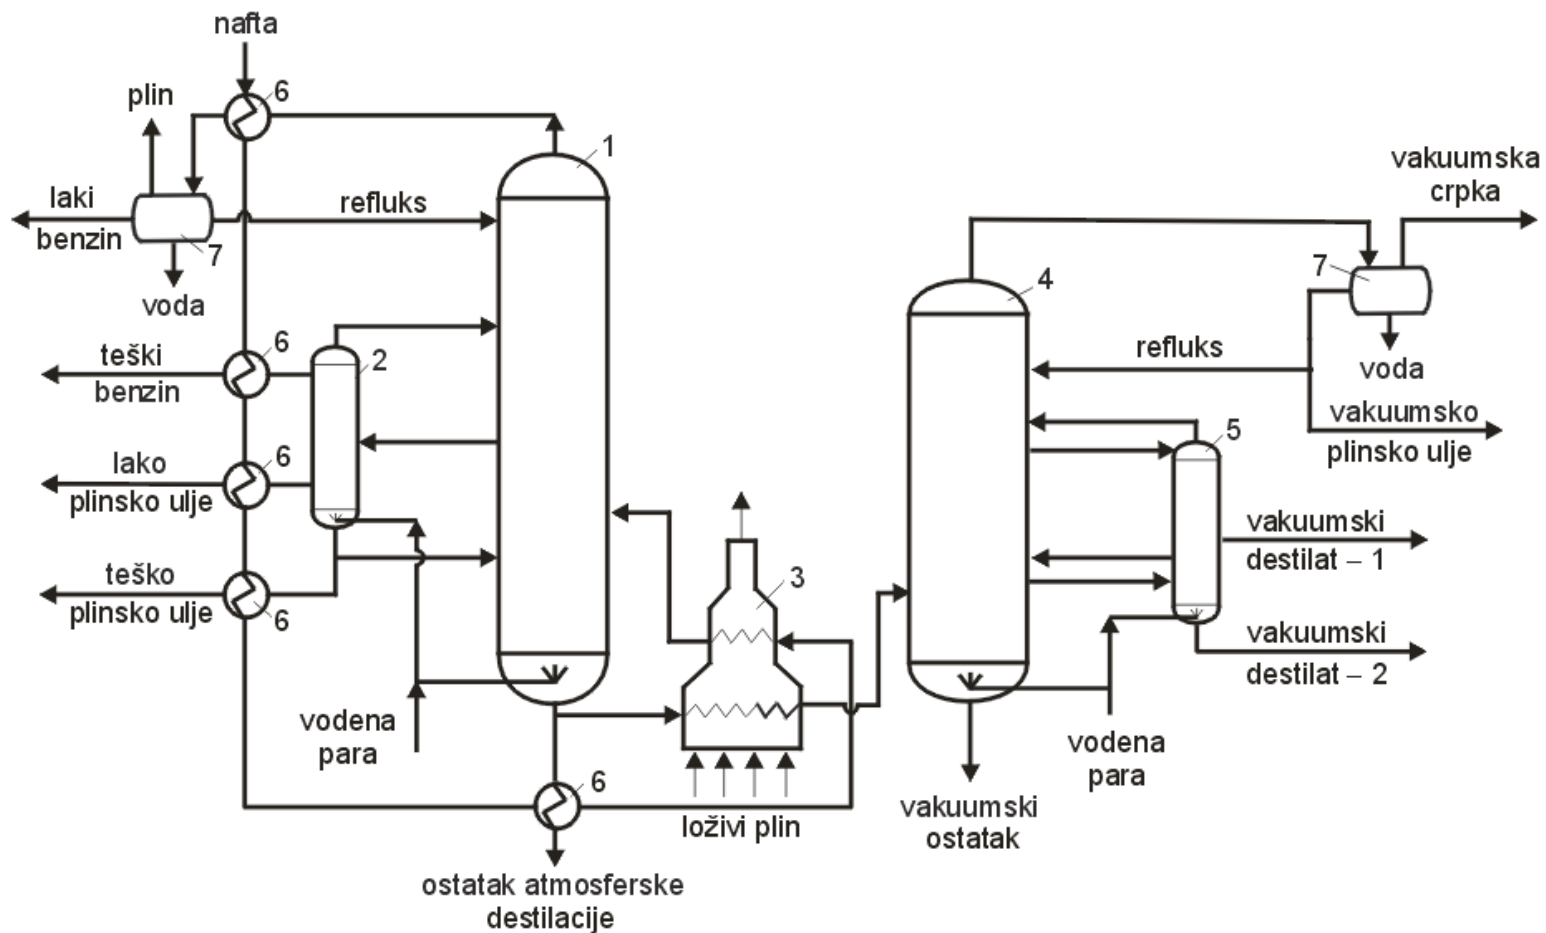 nafta
plin
6
1
laki
benzin
refluks
7
voda
vakuumska
crpka
7
4
voda
refluks
teški
benzin
6
2
vakuumsko
plinsko ulje
5
lako
plinsko ulje
6
vakuumski
destilat – 1
teško
plinsko ulje
6
3
vakuumski
destilat – 2
vodena
para
vodena
para
6
loživi plin
vakuumski
ostatak
ostatak atmosferske
destilacije